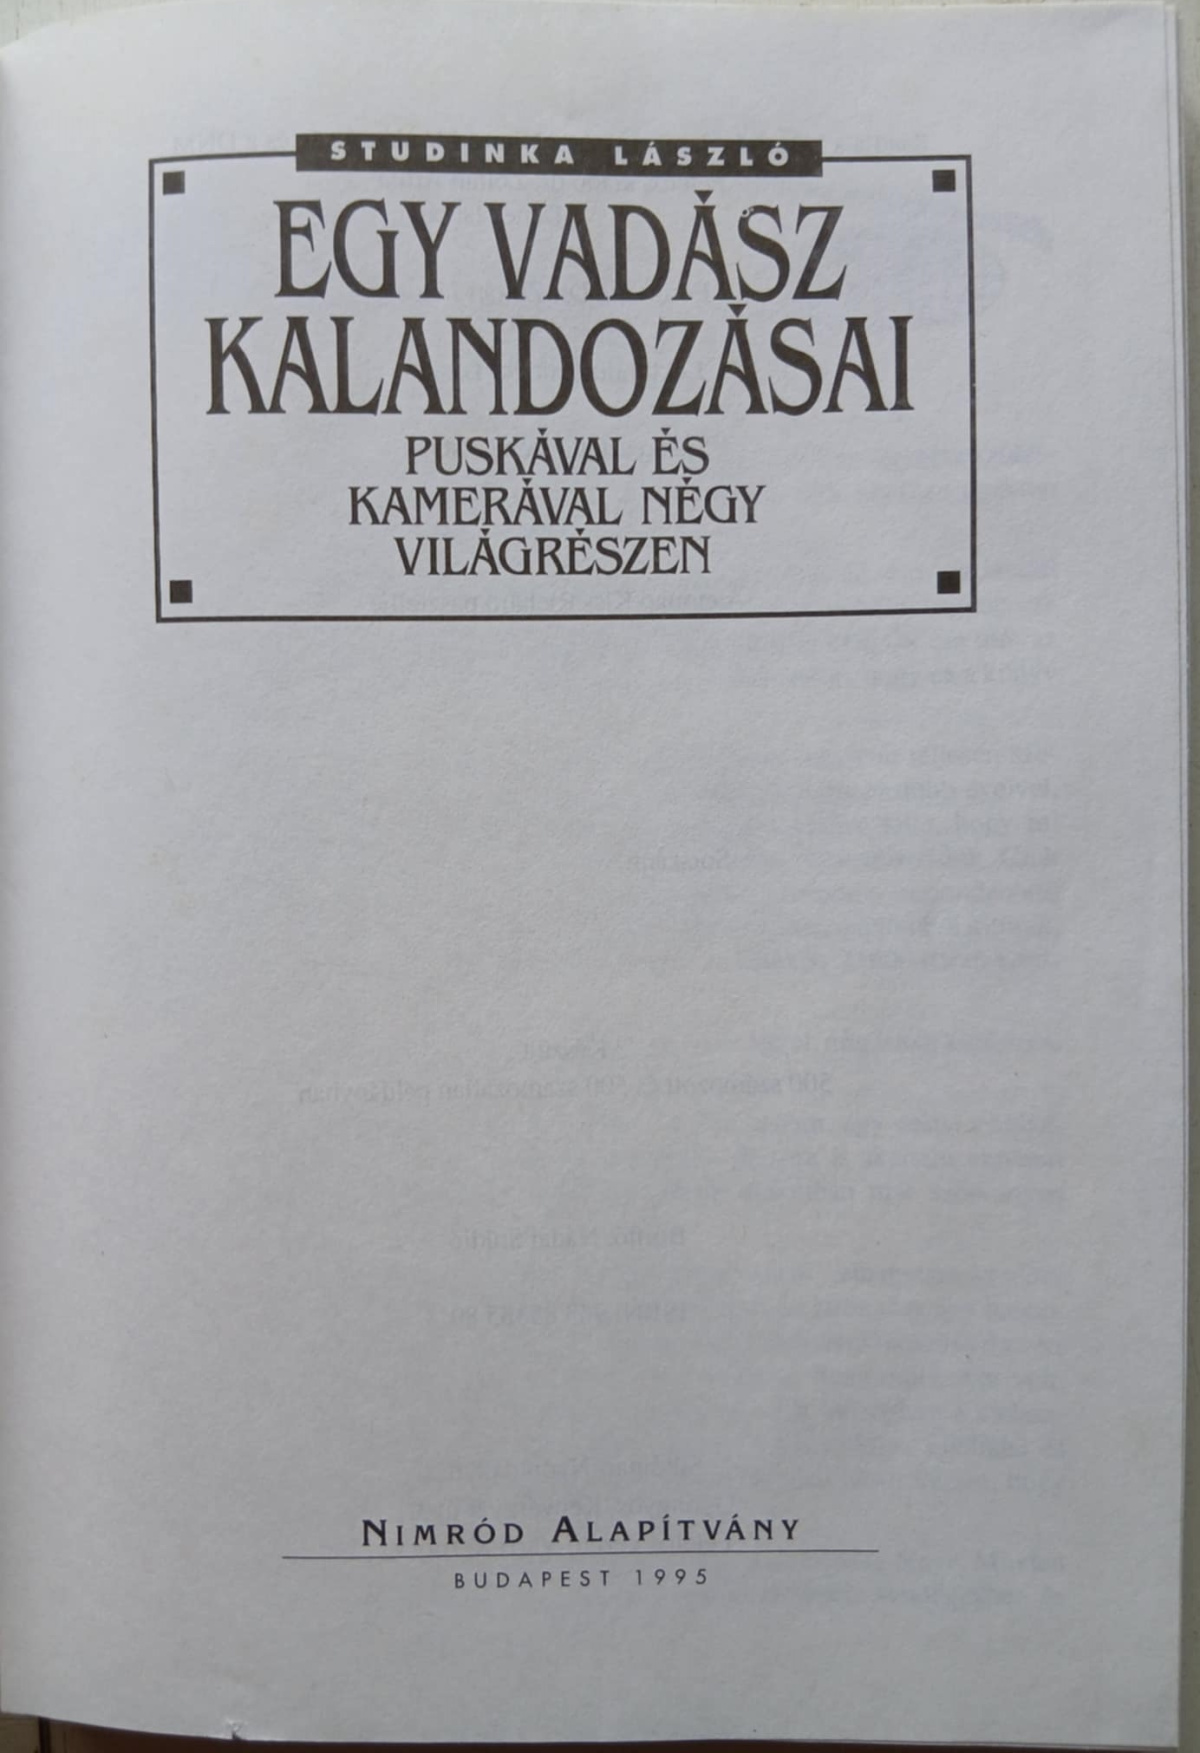 STUDINKA LÁSZLÓ
EGY VADÁSZ
KALANDOZÁSAI
PUSKÁVAL ÉS
KAMERÁVAL NÉGY
VILÁGRÉSZEN
NIMRÓD ALAPÍTVÁNY
BUDAPEST 1995